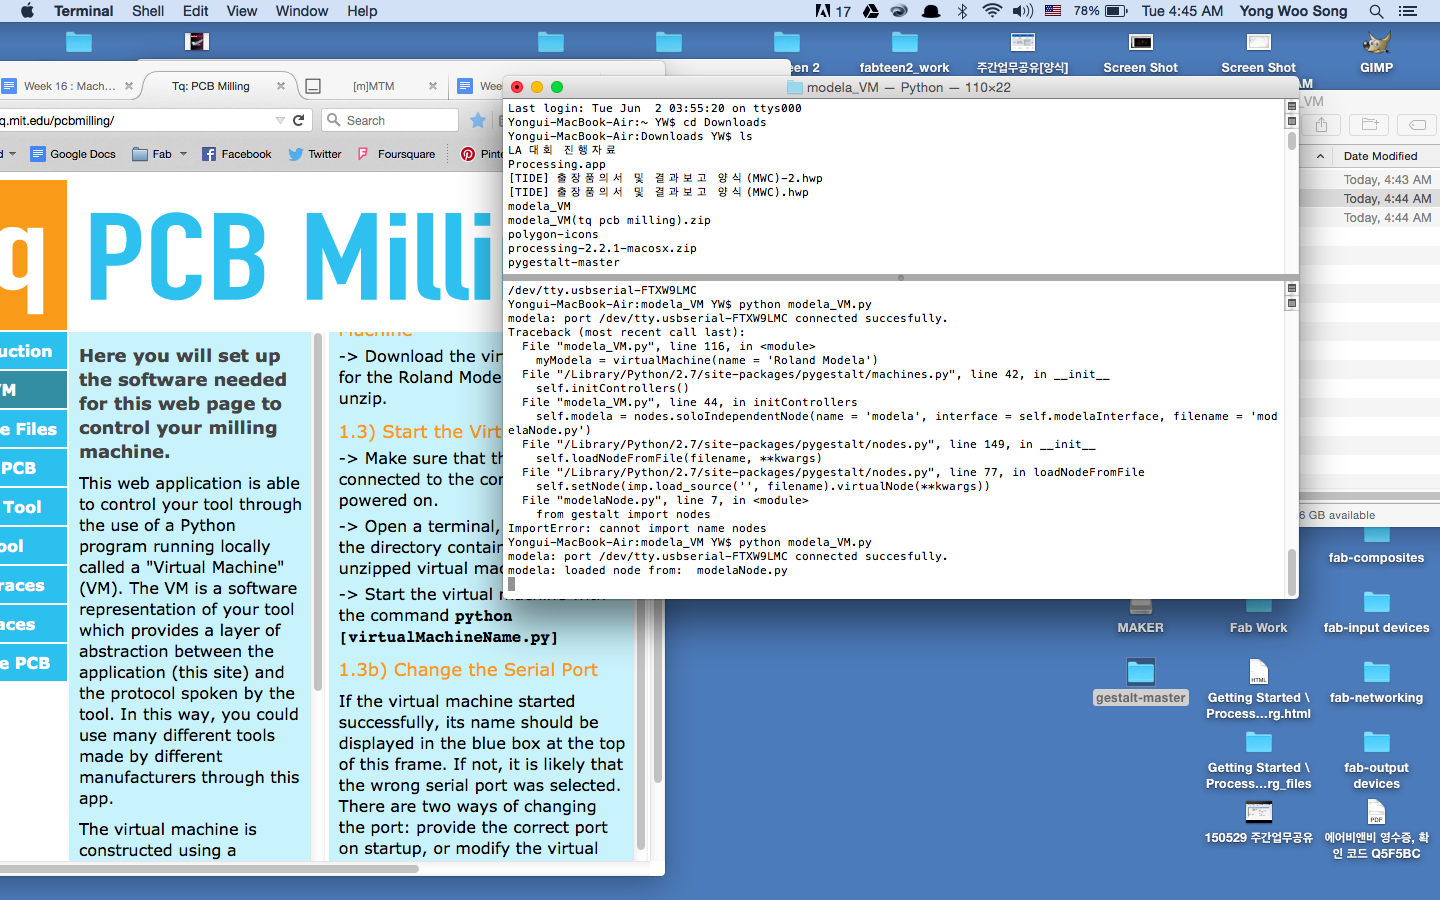 Terminal Shell Edit View Window Help
17 78% Tue 4:45 AM Yong Woo Song
een 2
fabteen2_work
주간업무공유[양식]
Screen Shot
Screen Shot
GIMP
AM
Week 16 : Mach...
Tq: PCB Milling
[m]MTM
Wee
q.mit.edu/pcbmilling/
Search
d
Google Docs
Fab
Facebook
Twitter
Foursquare
Pinte
q PCB Milli
uction
VM
e Files
PCB
Tool
ool
races
aces
e PCB
Here you will set up
the software needed
for this web page to
control your milling
machine.
This web application is able
to control your tool through
the use of a Python
program running locally
called a "Virtual Machine"
(VM). The VM is a software
representation of your tool
which provides a layer of
abstraction between the
application (this site) and
the protocol spoken by the
tool. In this way, you could
use many different tools
made by different
manufacturers through this
app.
The virtual machine is
constructed using a
Machine
-> Download the vir
for the Roland Mode
unzip.
1.3) Start the Virt
-> Make sure that th
connected to the con
powered on.
-> Open a terminal,
the directory contain
unzipped virtual mac
-> Start the virtual machine with
the command python
[virtualMachineName.py]
1.3b) Change the Serial Port
If the virtual machine started
successfully, its name should be
displayed in the blue box at the top
of this frame. If not, it is likely that
the wrong serial port was selected.
There are two ways of changing
the port: provide the correct port
on startup, or modify the virtual
modela_VM — Python — 110×22
Last login: Tue Jun  2 03:55:20 on ttys000
Yongui-MacBook-Air:~ YW$ cd Downloads
Yongui-MacBook-Air:Downloads YW$ ls
LA 대회 진행자료
Processing.app
[TIDE] 출장품의서 및 결과보고 양식(MWC)-2.hwp
[TIDE] 출장품의서 및 결과보고 양식(MWC).hwp
modela_VM
modela_VM(tq pcb milling).zip
polygon-icons
processing-2.2.1-macosx.zip
pygestalt-master
/dev/tty.usbserial-FTXW9LMC
Yongui-MacBook-Air:modela_VM YW$ python modela_VM.py
modela: port /dev/tty.usbserial-FTXW9LMC connected succesfully.
Traceback (most recent call last):
  File "modela_VM.py", line 116, in <module>
    myModela = virtualMachine(name = 'Roland Modela')
  File "/Library/Python/2.7/site-packages/pygestalt/machines.py", line 42, in __init__
    self.initControllers()
  File "modela_VM.py", line 44, in initControllers
    self.modela = nodes.soloIndependentNode(name = 'modela', interface = self.modelaInterface, filename = 'mod
elaNode.py')
  File "/Library/Python/2.7/site-packages/pygestalt/nodes.py", line 149, in __init__
    self.loadNodeFromFile(filename, **kwargs)
  File "/Library/Python/2.7/site-packages/pygestalt/nodes.py", line 77, in loadNodeFromFile
    self.setNode(imp.load_source('', filename).virtualNode(**kwargs))
  File "modelaNode.py", line 7, in <module>
    from gestalt import nodes
ImportError: cannot import name nodes
Yongui-MacBook-Air:modela_VM YW$ python modela_VM.py
modela: port /dev/tty.usbserial-FTXW9LMC connected succesfully.
modela: loaded node from:  modelaNode.py
_VM
Date Modified
Today, 4:43 AM
Today, 4:44 AM
Today, 4:44 AM
6 GB available
fab-composites
MAKER
Fab Work
fab-input devices
gestalt-master
Getting Started \
Process...rg.html
HTML
fab-networking
Getting Started \
Process...rg_files
fab-output
devices
150529 주간업무공유
PDF
에어비앤비 영수증, 확
인 코드 Q5F5BC